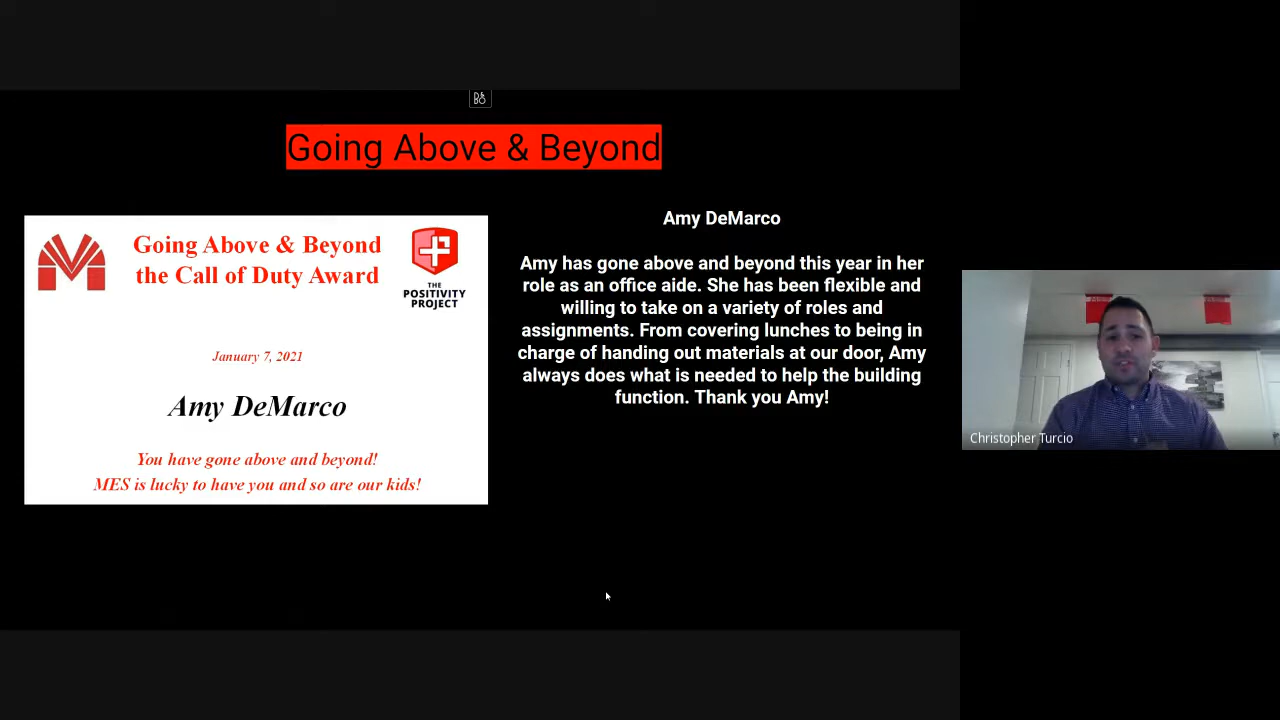 Going Above & Beyond
Going Above & Beyond
the Call of Duty Award
THE
POSITIVITY
PROJECT
January 7, 2021
Amy DeMarco
You have gone above and beyond!
MES is lucky to have you and so are our kids!
Amy DeMarco
Amy has gone above and beyond this year in her
role as an office aide. She has been flexible and
willing to take on a variety of roles and
assignments. From covering lunches to being in
charge of handing out materials at our door, Amy
always does what is needed to help the building
function. Thank you Amy!
Christopher Turcio